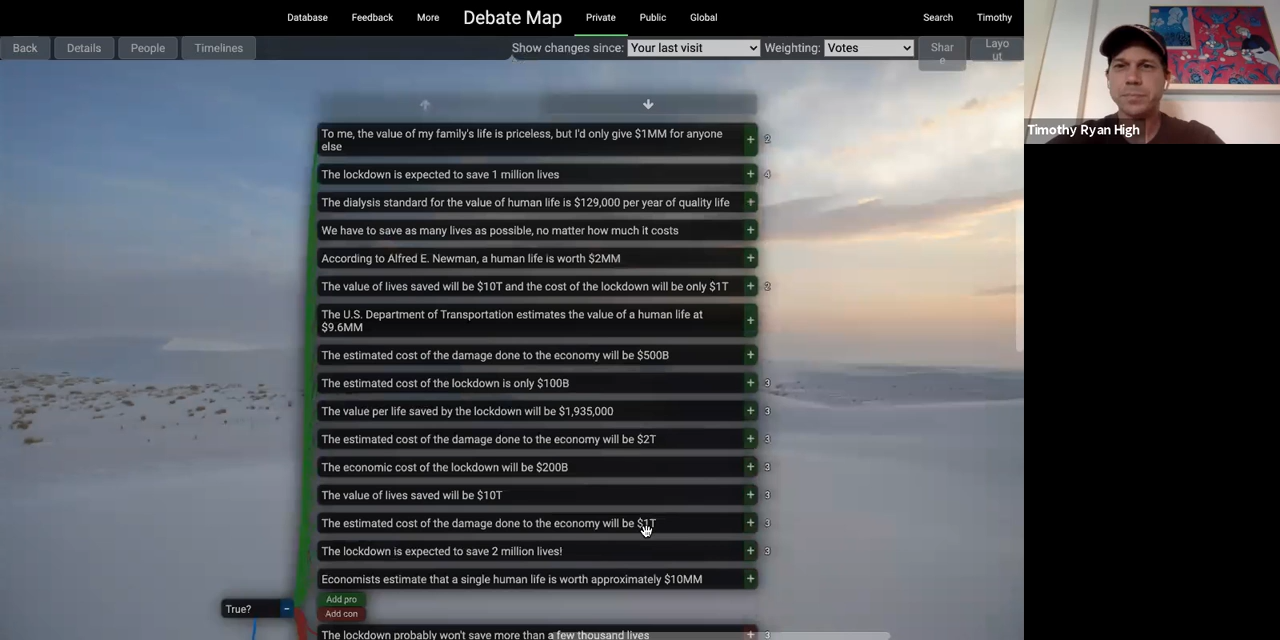 Database Feedback More Debate Map Private Public Global Search Timothy
Back Details People Timelines Show changes since: Your last visit Weighting: Votes Shar
e Layo
ut
Timothy Ryan High
To me, the value of my family's life is priceless, but I'd only give $1MM for anyone
else + 2
The lockdown is expected to save 1 million lives + 4
The dialysis standard for the value of human life is $129,000 per year of quality life +
We have to save as many lives as possible, no matter how much it costs +
According to Alfred E. Newman, a human life is worth $2MM +
The value of lives saved will be $10T and the cost of the lockdown will be only $1T + 2
The U.S. Department of Transportation estimates the value of a human life at
$9.6MM +
The estimated cost of the damage done to the economy will be $500B +
The estimated cost of the lockdown is only $100B + 3
The value per life saved by the lockdown will be $1,935,000 + 3
The estimated cost of the damage done to the economy will be $2T + 3
The economic cost of the lockdown will be $200B + 3
The value of lives saved will be $10T + 3
The estimated cost of the damage done to the economy will be $1T + 3
The lockdown is expected to save 2 million lives! + 3
Economists estimate that a single human life is worth approximately $10MM +
Add pro
True? −
Add con
The lockdown probably won't save more than a few thousand lives + 3